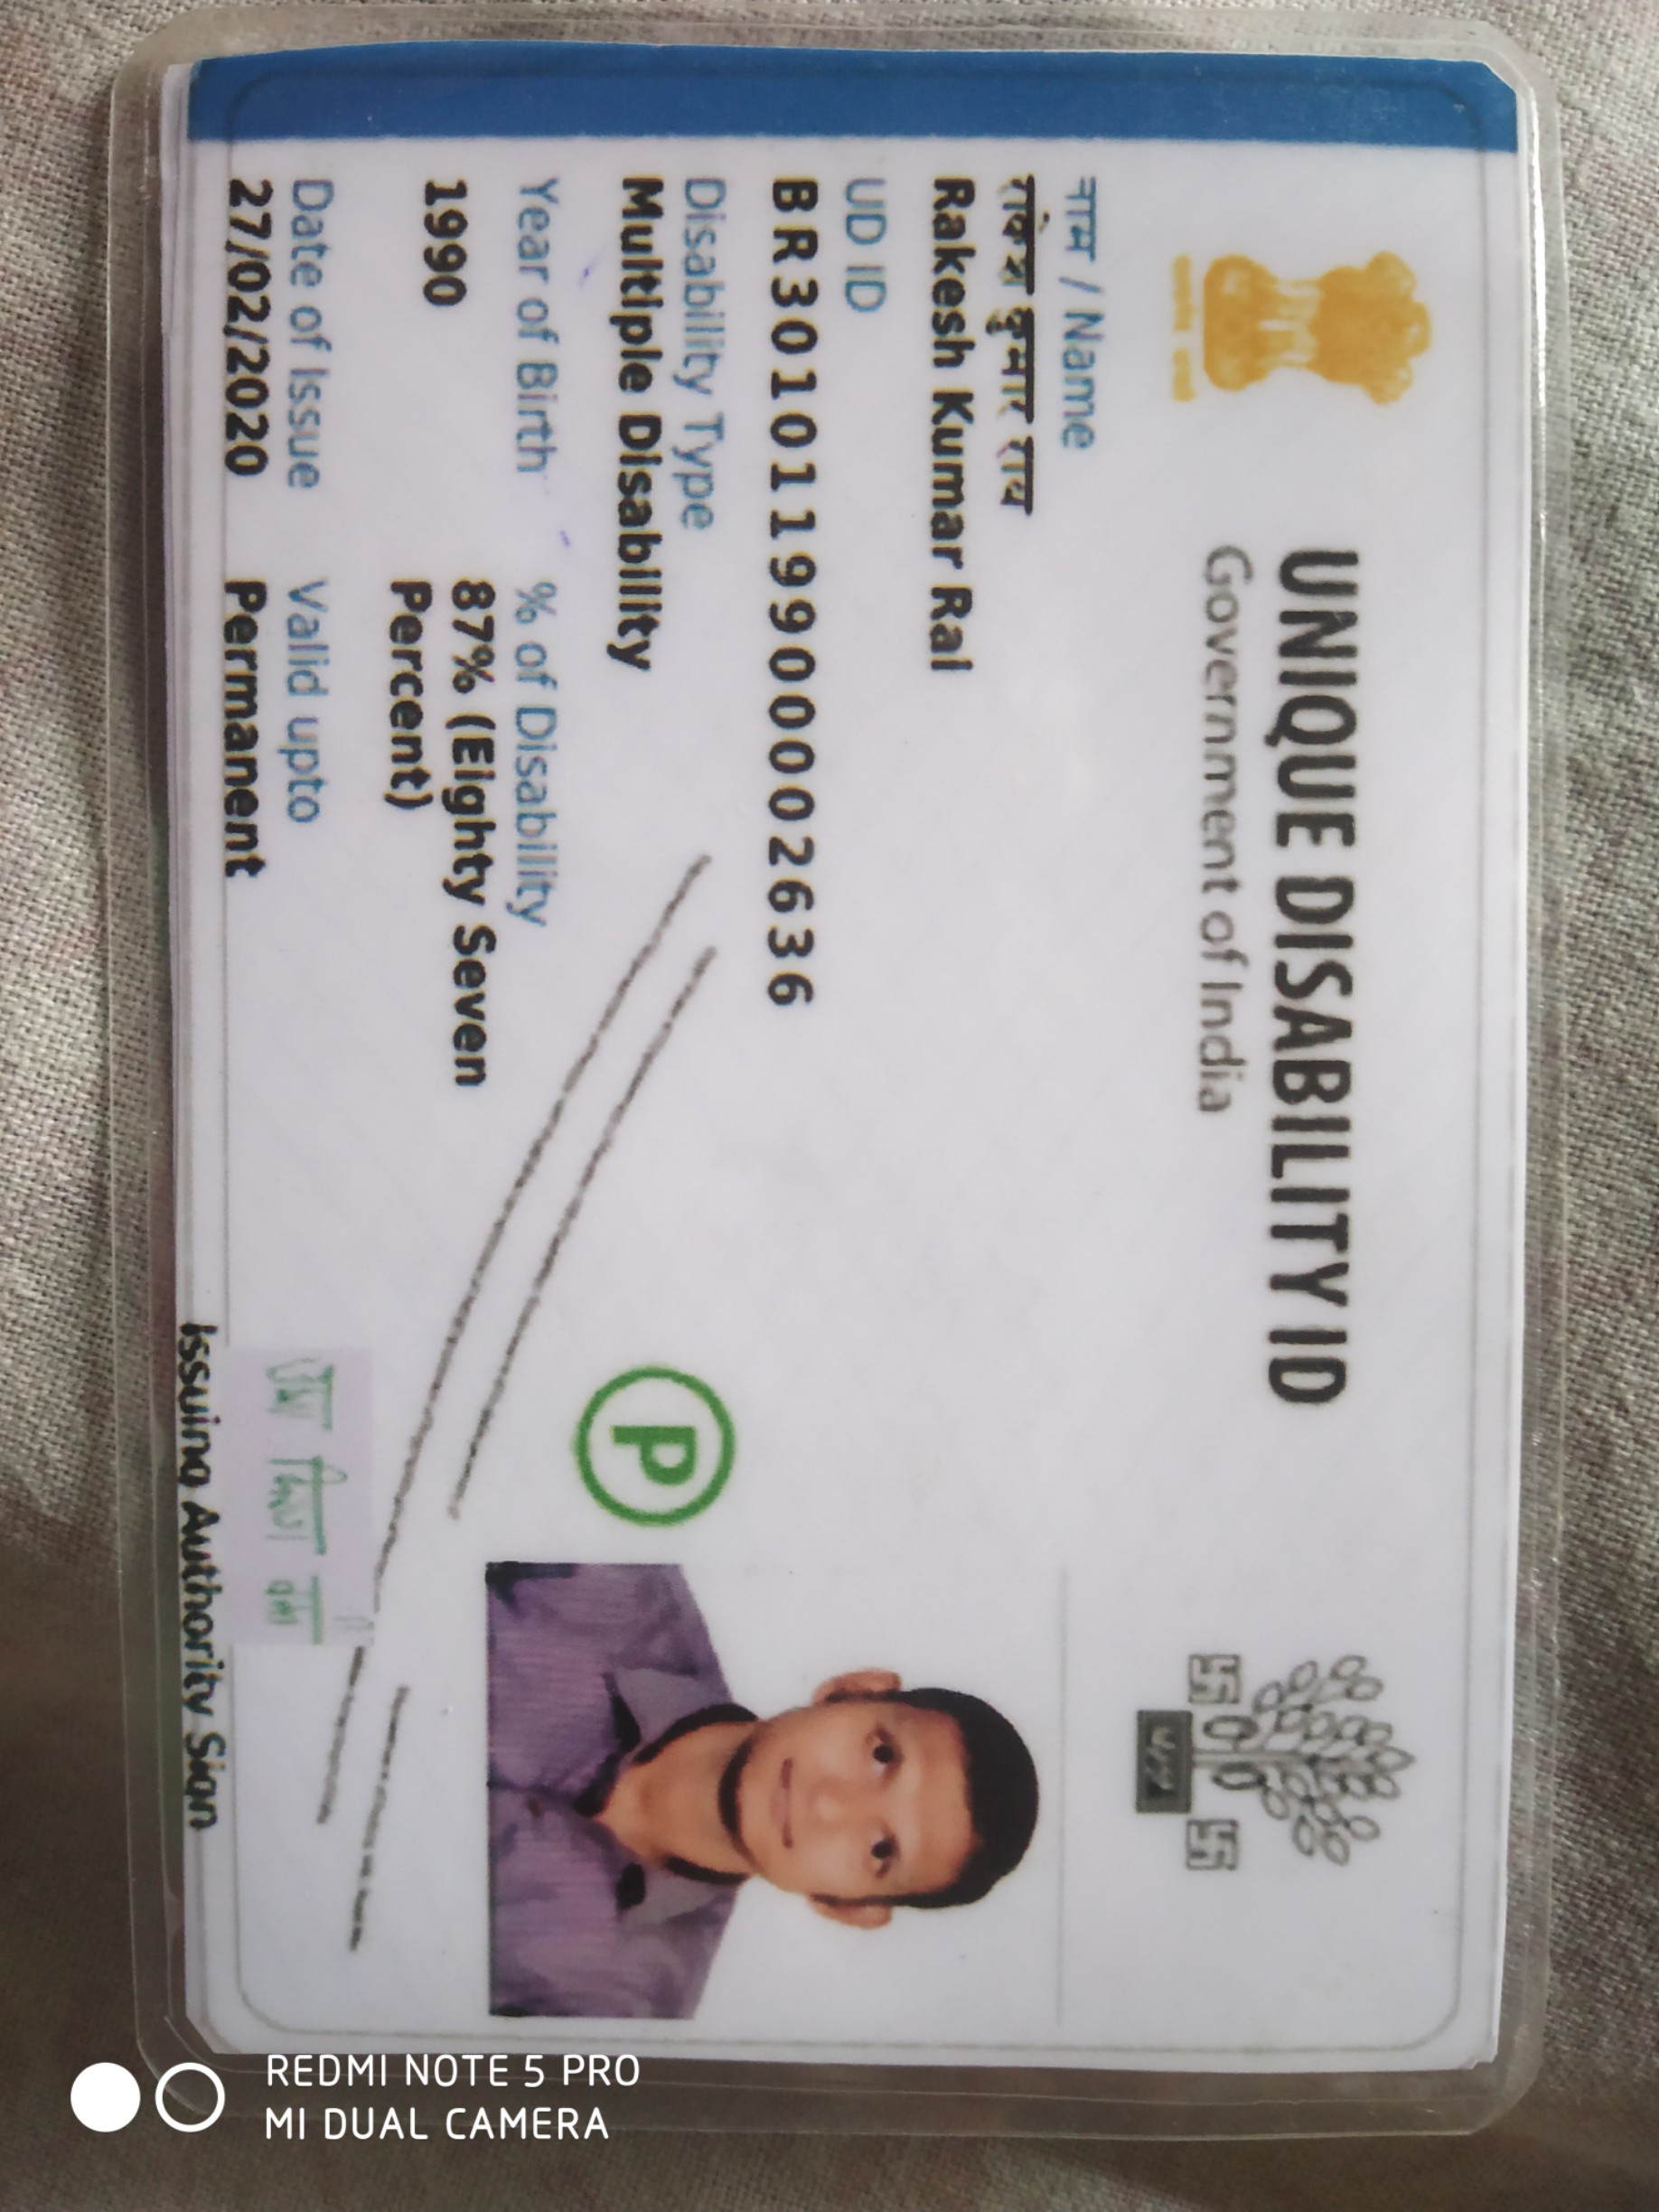 UNIQUE DISABILITY ID
Government of India
नाम / Name
राकेश कुमार राय
Rakesh Kumar Rai
UD ID
BR3010119900002636
Disability Type
Multiple Disability
Year of Birth
% of Disability
1990
87% (Eighty Seven
Percent)
Date of Issue
Valid upto
27/02/2020
Permanent
P
Issuing Authority Sign
REDMI NOTE 5 PRO
MI DUAL CAMERA